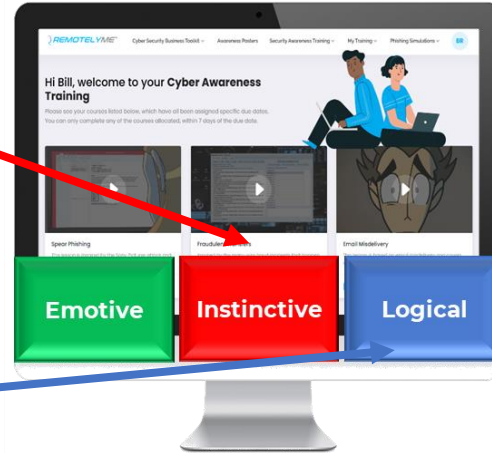 REMOTELYME
Cyber Security Business Toolkit
Awareness Posters
Security Awareness Training
My Training
Phishing Simulations
BB
Hi Bill, welcome to your Cyber Awareness
Training
Please see your courses listed below, which have all been assigned specific due dates.
You can only complete any of the courses allocated, within 7 days of the due date.
Spear Phishing
Email Misdelivery
Emotive
Instinctive
Logical